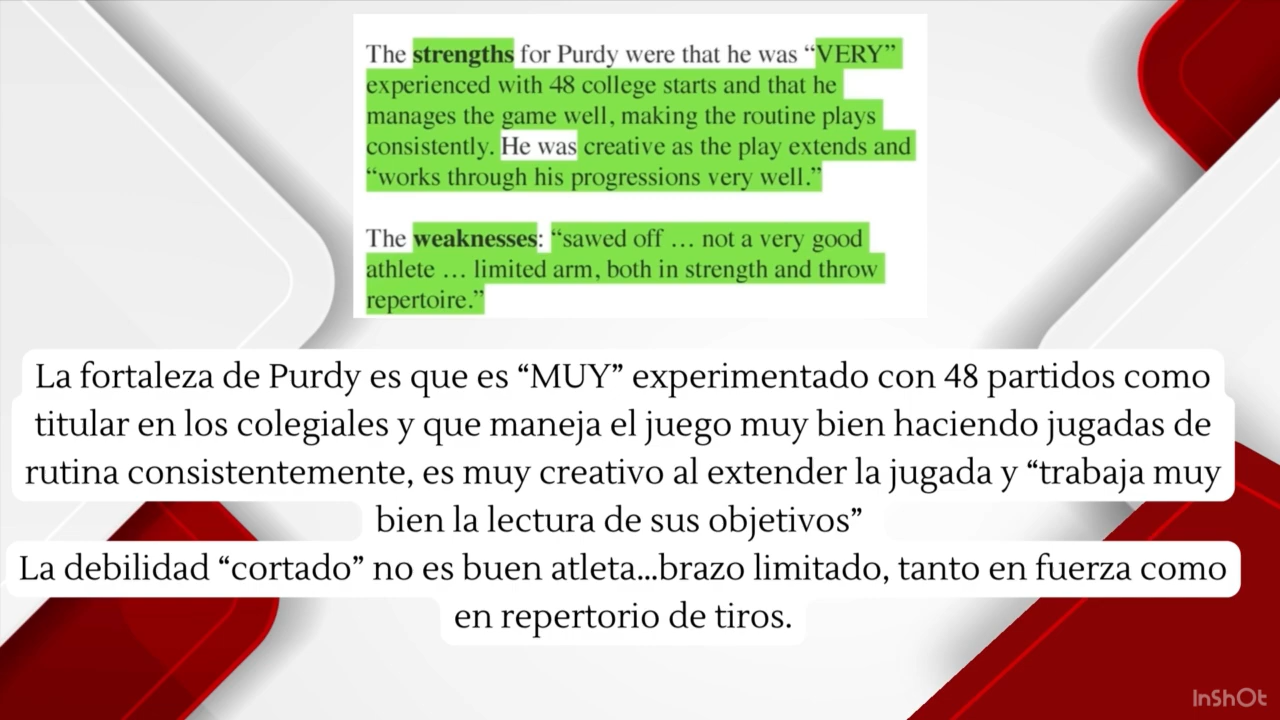 The strengths for Purdy were that he was “VERY”
experienced with 48 college starts and that he
manages the game well, making the routine plays
consistently. He was creative as the play extends and
“works through his progressions very well.”
The weaknesses: “sawed off … not a very good
athlete … limited arm, both in strength and throw
repertoire.”
La fortaleza de Purdy es que es “MUY” experimentado con 48 partidos como
titular en los colegiales y que maneja el juego muy bien haciendo jugadas de
rutina consistentemente, es muy creativo al extender la jugada y “trabaja muy
bien la lectura de sus objetivos”
La debilidad “cortado” no es buen atleta...brazo limitado, tanto en fuerza como
en repertorio de tiros.
InShOt